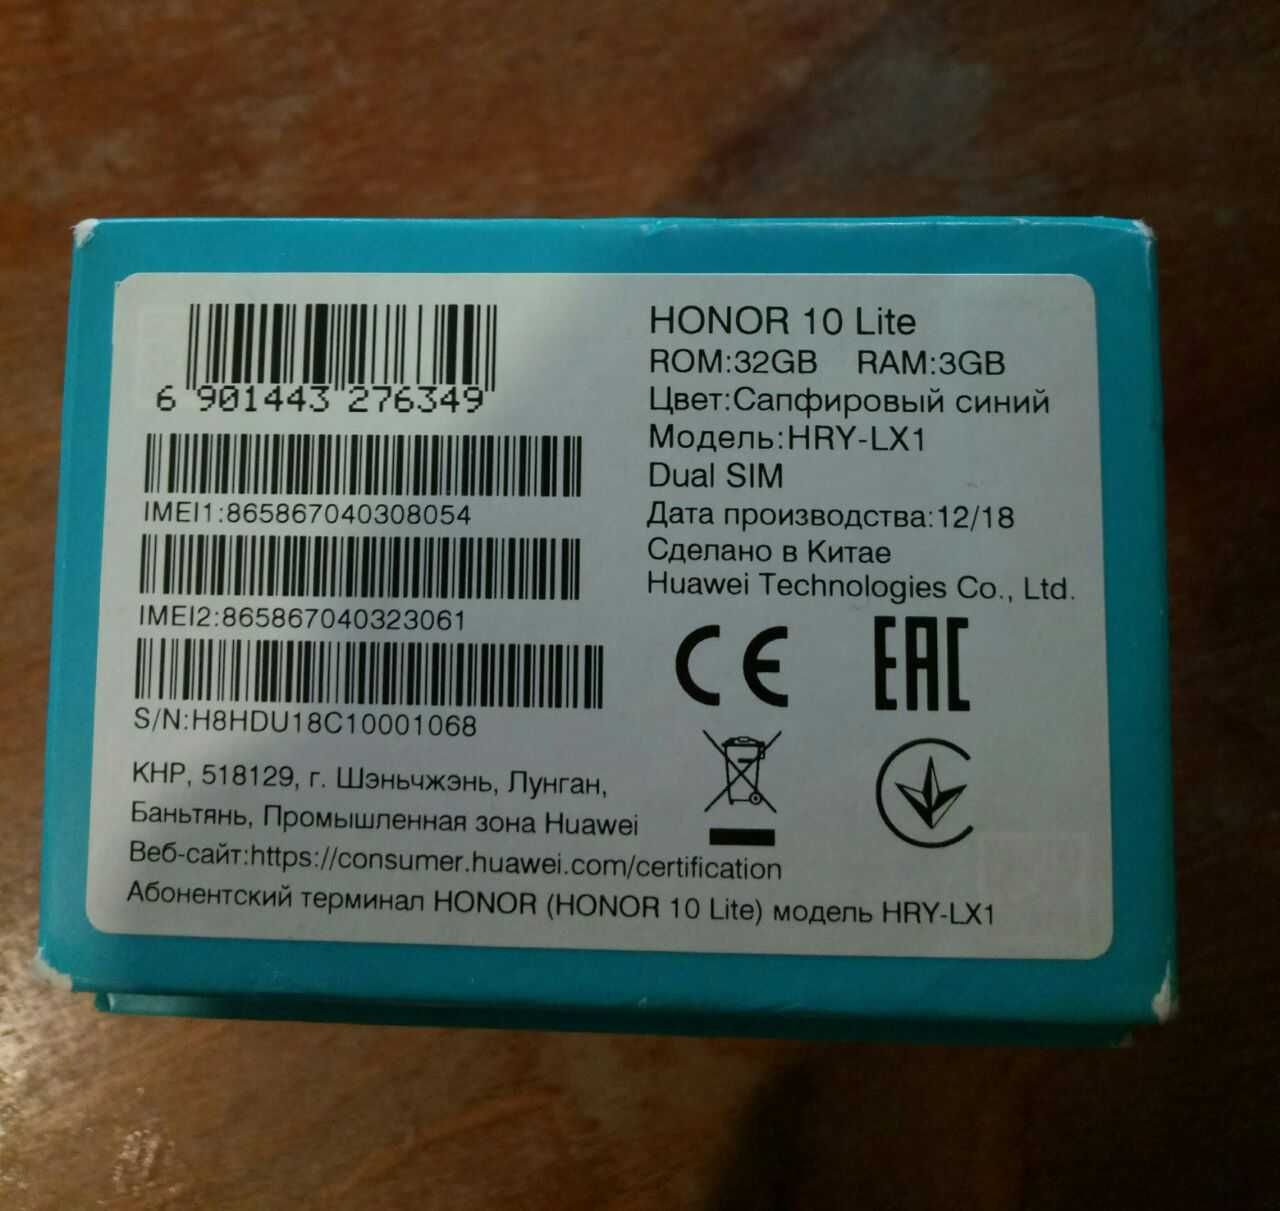 6 901443 276349
IMEI1:865867040308054
IMEI2:865867040323061
S/N:H8HDU18C10001068
HONOR 10 Lite
ROM:32GB RAM:3GB
Цвет:Сапфировый синий
Модель:HRY-LX1
Dual SIM
Дата производства:12/18
Сделано в Китае
Huawei Technologies Co., Ltd.
CE EAC
КНР, 518129, г. Шэньчжэнь, Лунган,
Баньтянь, Промышленная зона Huawei
Веб-сайт:https://consumer.huawei.com/certification
Абонентский терминал HONOR (HONOR 10 Lite) модель HRY-LX1